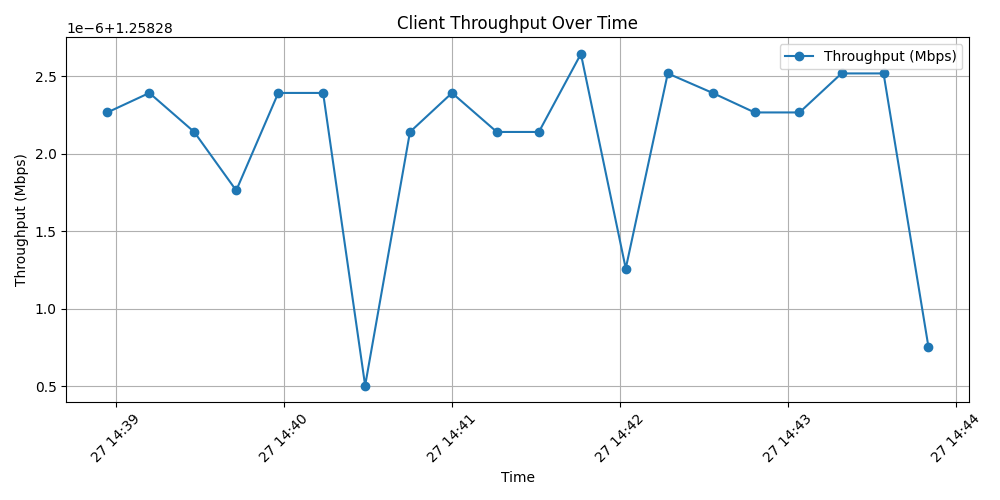 Client Throughput Over Time
1e−6+1.25828
Throughput (Mbps)
2.5
2.0
1.5
1.0
0.5
Throughput (Mbps)
27 14:39
27 14:40
27 14:41
27 14:42
27 14:43
27 14:44
Time